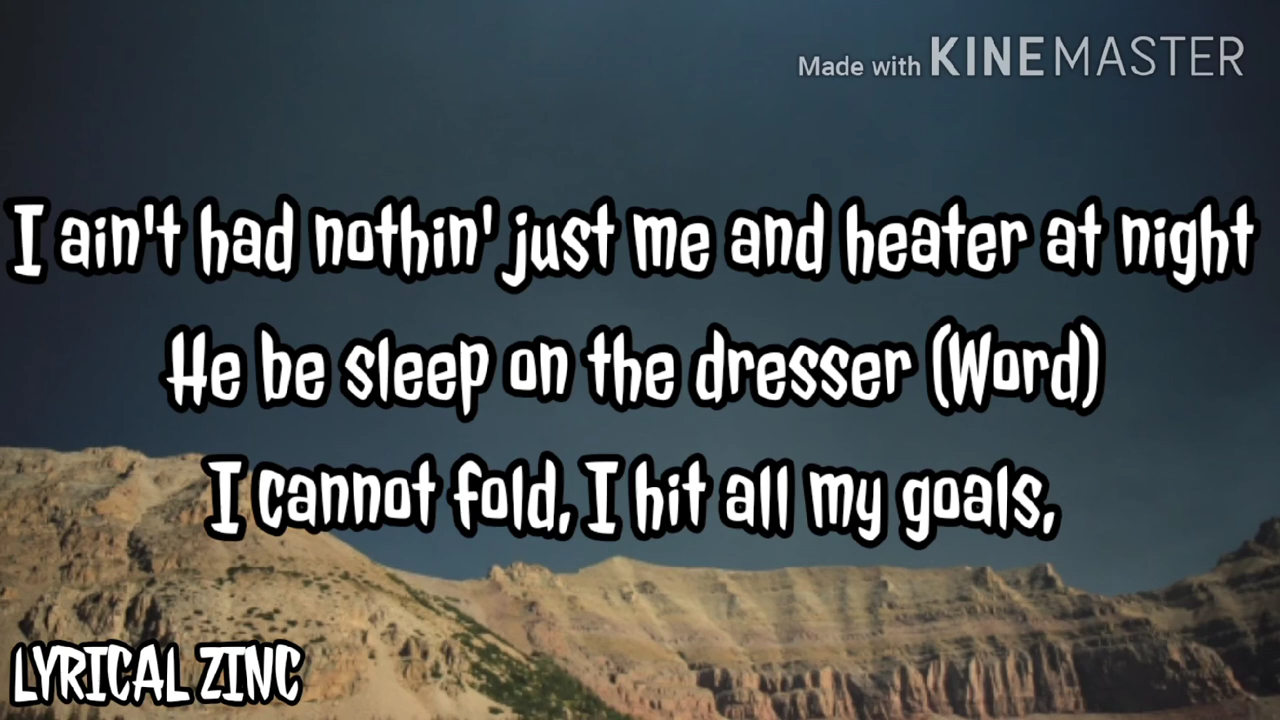 Made with KINEMASTER
I ain't had nothin' just me and heater at night
He be sleep on the dresser (Word)
I cannot fold, I hit all my goals,
LYRICAL ZINC